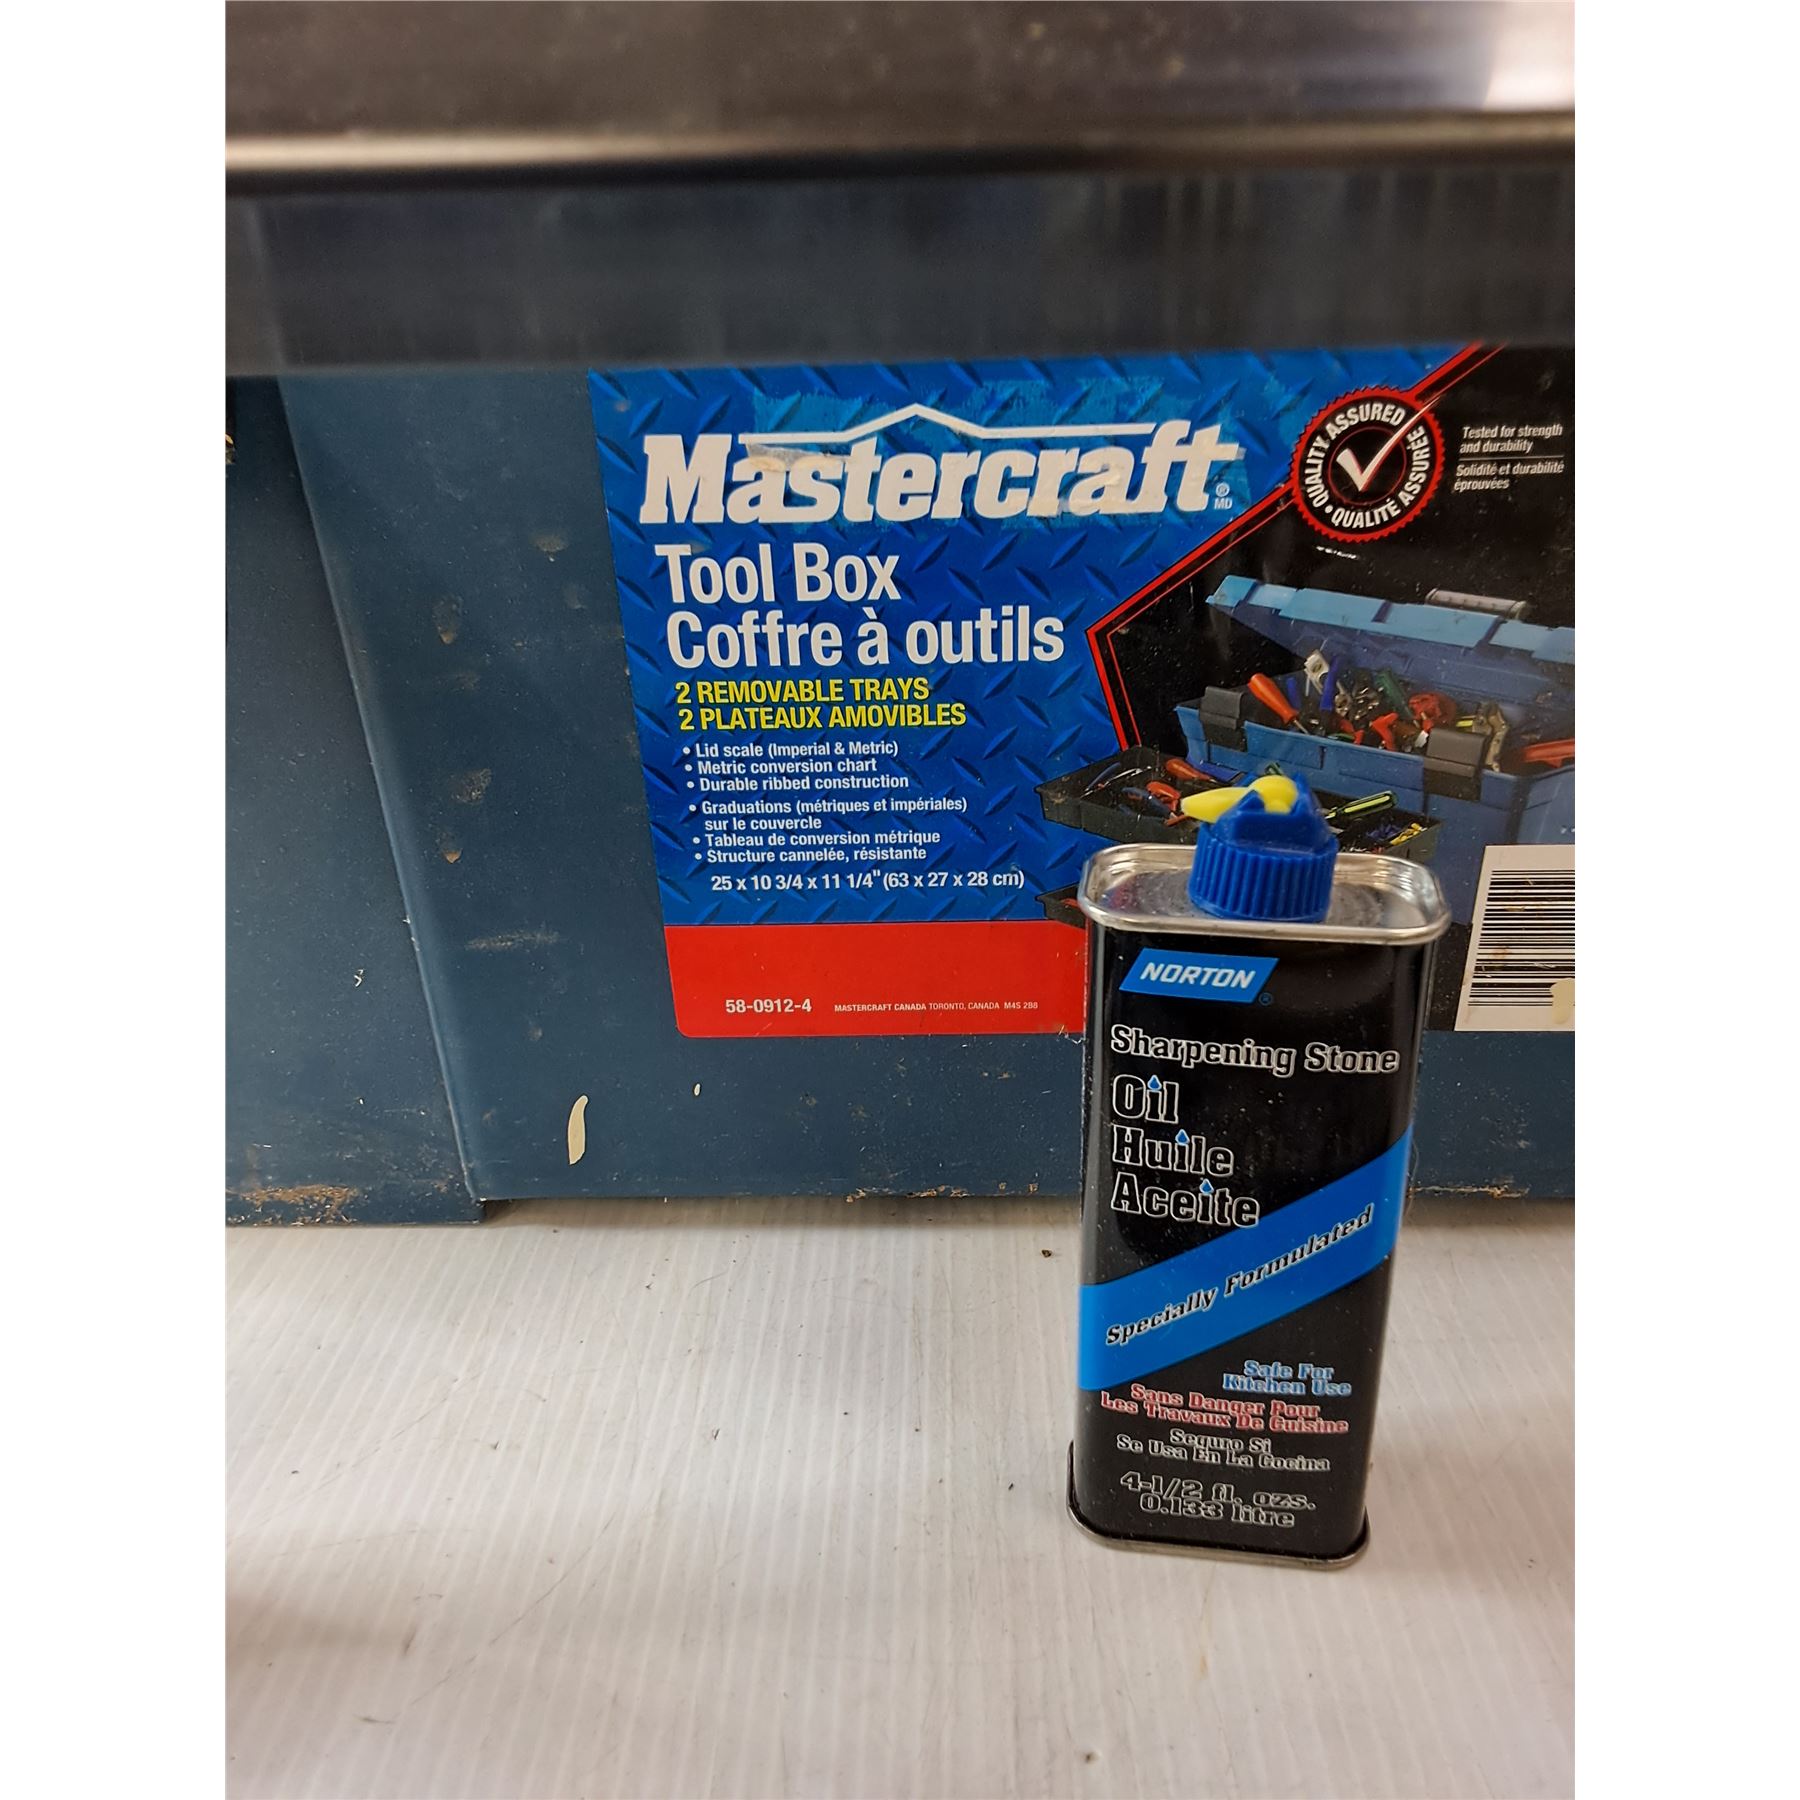 Mastercraft
® MD
Tool Box
Coffre à outils
2 REMOVABLE TRAYS
2 PLATEAUX AMOVIBLES
• Lid scale (Imperial & Metric)
• Metric conversion chart
• Durable ribbed construction
• Graduations (métriques et impériales)
sur le couvercle
• Tableau de conversion métrique
• Structure cannelée, résistante
25 x 10 3/4 x 11 1/4" (63 x 27 x 28 cm)
58-0912-4 MASTERCRAFT CANADA TORONTO, CANADA M4S 2B8
QUALITY ASSURED
• QUALITÉ ASSURÉE
Tested for strength
and durability
Solidité et durabilité
éprouvées
NORTON ®
Sharpening Stone
Oil
Huile
Aceite
Specially Formulated
Safe For
Kitchen Use
Sans Danger Pour
Les Travaux De Cuisine
Seguro Si
Se Usa En La Cocina
4-1/2 fl. ozs.
0.133 litre